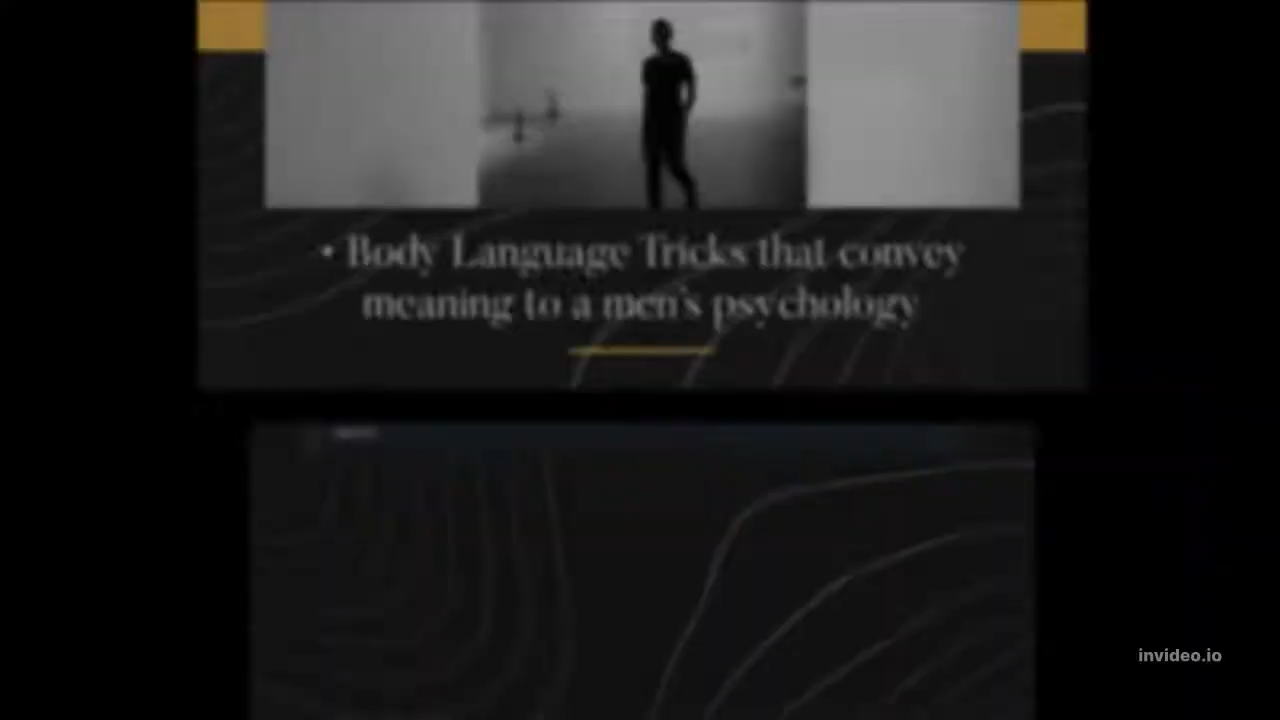 • Body Language Tricks that convey
meaning to a men's psychology
invideo.io